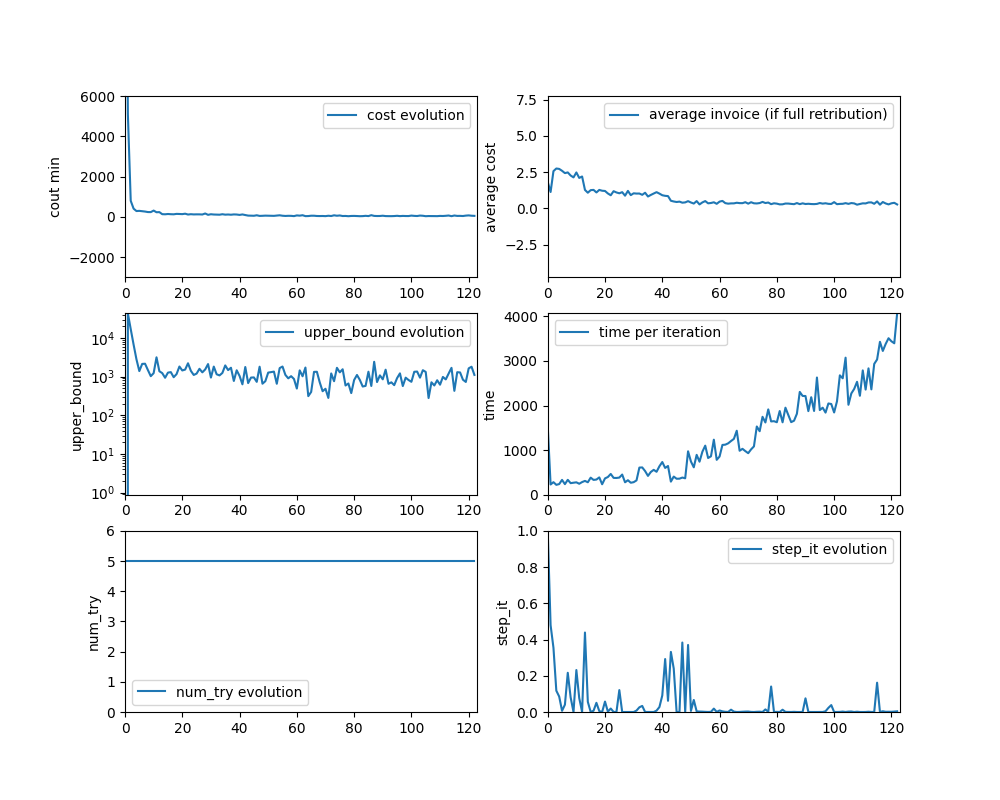 cost evolution
cout min
6000
4000
2000
0
−2000
0 20 40 60 80 100 120
average invoice (if full retribution)
average cost
7.5
5.0
2.5
0.0
−2.5
0 20 40 60 80 100 120
upper_bound evolution
upper_bound
10⁴
10³
10²
10¹
10⁰
0 20 40 60 80 100 120
time per iteration
time
4000
3000
2000
1000
0
0 20 40 60 80 100 120
num_try evolution
num_try
6
5
4
3
2
1
0
0 20 40 60 80 100 120
step_it evolution
step_it
1.0
0.8
0.6
0.4
0.2
0.0
0 20 40 60 80 100 120